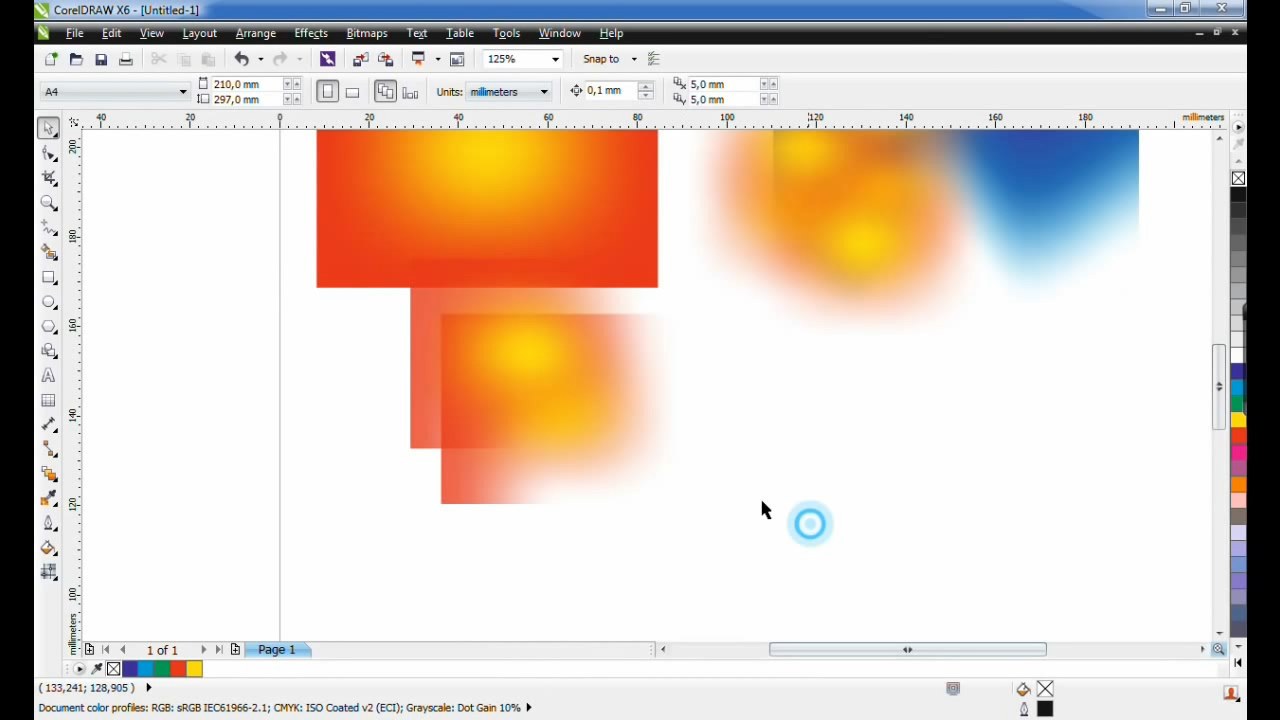 CorelDRAW X6 - [Untitled-1]
File Edit View Layout Arrange Effects Bitmaps Text Table Tools Window Help
125% Snap to
A4 210,0 mm 297,0 mm Units: millimeters 0,1 mm 5,0 mm 5,0 mm
40 20 0 20 40 60 80 100 120 140 160 180 millimeters
200
180
160
140
120
100
millimeters
1 of 1 Page 1
( 133,241; 128,905 )
Document color profiles: RGB: sRGB IEC61966-2.1; CMYK: ISO Coated v2 (ECI); Grayscale: Dot Gain 10%